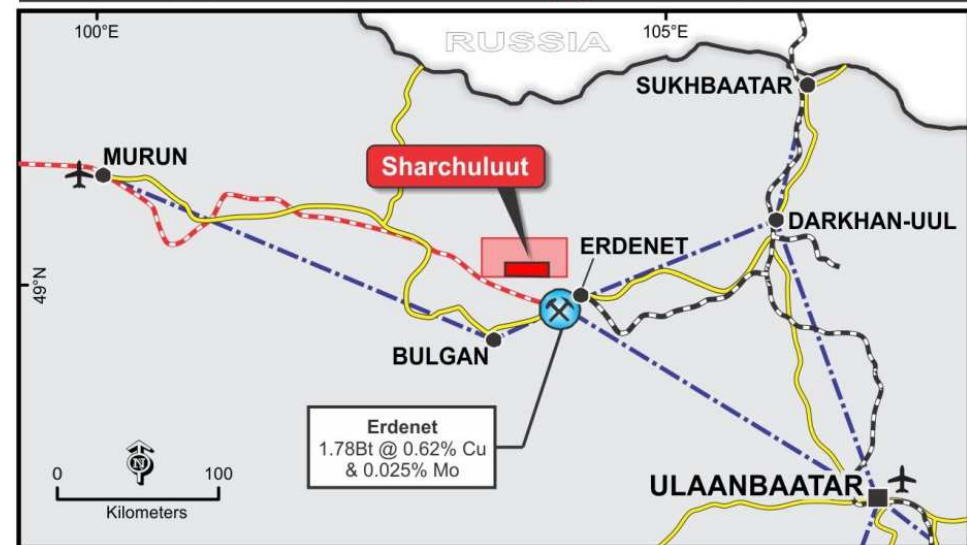 100°E
105°E
RUSSIA
SUKHBAATAR
MURUN
Sharchuluut
DARKHAN-UUL
ERDENET
49°N
BULGAN
Erdenet
1.78Bt @ 0.62% Cu
& 0.025% Mo
N
0 100
Kilometers
ULAANBAATAR